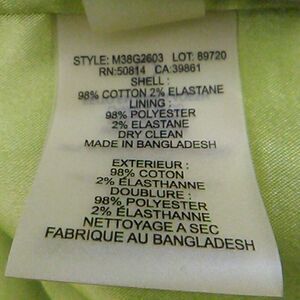 STYLE: M38G2603 LOT: 89720
RN:50814 CA:39861
SHELL :
98% COTTON 2% ELASTANE
LINING :
98% POLYESTER
2% ELASTANE
DRY CLEAN
MADE IN BANGLADESH
EXTERIEUR :
98% COTON
2% ÉLASTHANNE
DOUBLURE :
98% POLYESTER
2% ÉLASTHANNE
NETTOYAGE A SEC
FABRIQUE AU BANGLADESH